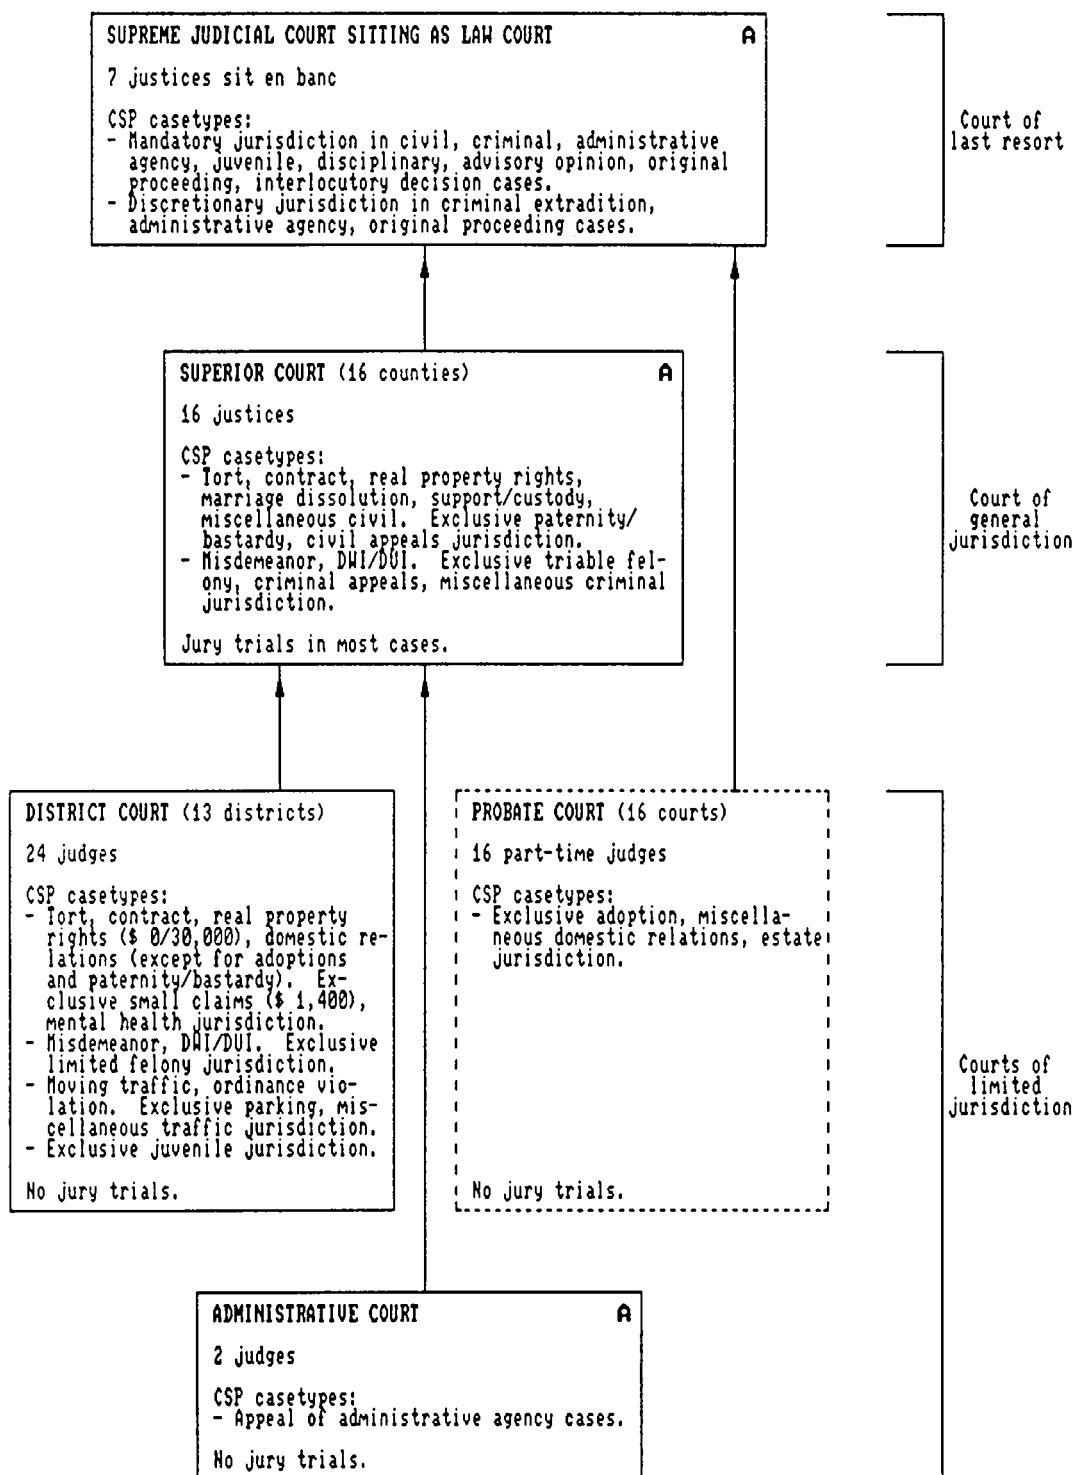 SUPREME JUDICIAL COURT SITTING AS LAW COURT A
7 justices sit en banc
CSP casetypes:
- Mandatory jurisdiction in civil, criminal, administrative
agency, juvenile, disciplinary, advisory opinion, original
proceeding, interlocutory decision cases.
- Discretionary jurisdiction in criminal extradition,
administrative agency, original proceeding cases.
Court of
last resort
SUPERIOR COURT (16 counties) A
16 justices
CSP casetypes:
- Tort, contract, real property rights,
marriage dissolution, support/custody,
miscellaneous civil. Exclusive paternity/
bastardy, civil appeals jurisdiction.
- Misdemeanor, DWI/DUI. Exclusive triable fel-
ony, criminal appeals, miscellaneous criminal
jurisdiction.
Jury trials in most cases.
Court of
general
jurisdiction
DISTRICT COURT (13 districts)
24 judges
CSP casetypes:
- Tort, contract, real property
rights ($ 0/30,000), domestic re-
lations (except for adoptions
and paternity/bastardy). Ex-
clusive small claims ($ 1,400),
mental health jurisdiction.
- Misdemeanor, DWI/DUI. Exclusive
limited felony jurisdiction.
- Moving traffic, ordinance vio-
lation. Exclusive parking, mis-
cellaneous traffic jurisdiction.
- Exclusive juvenile jurisdiction.
No jury trials.
PROBATE COURT (16 courts)
16 part-time judges
CSP casetypes:
- Exclusive adoption, miscella-
neous domestic relations, estate
jurisdiction.
No jury trials.
Courts of
limited
jurisdiction
ADMINISTRATIVE COURT A
2 judges
CSP casetypes:
- Appeal of administrative agency cases.
No jury trials.